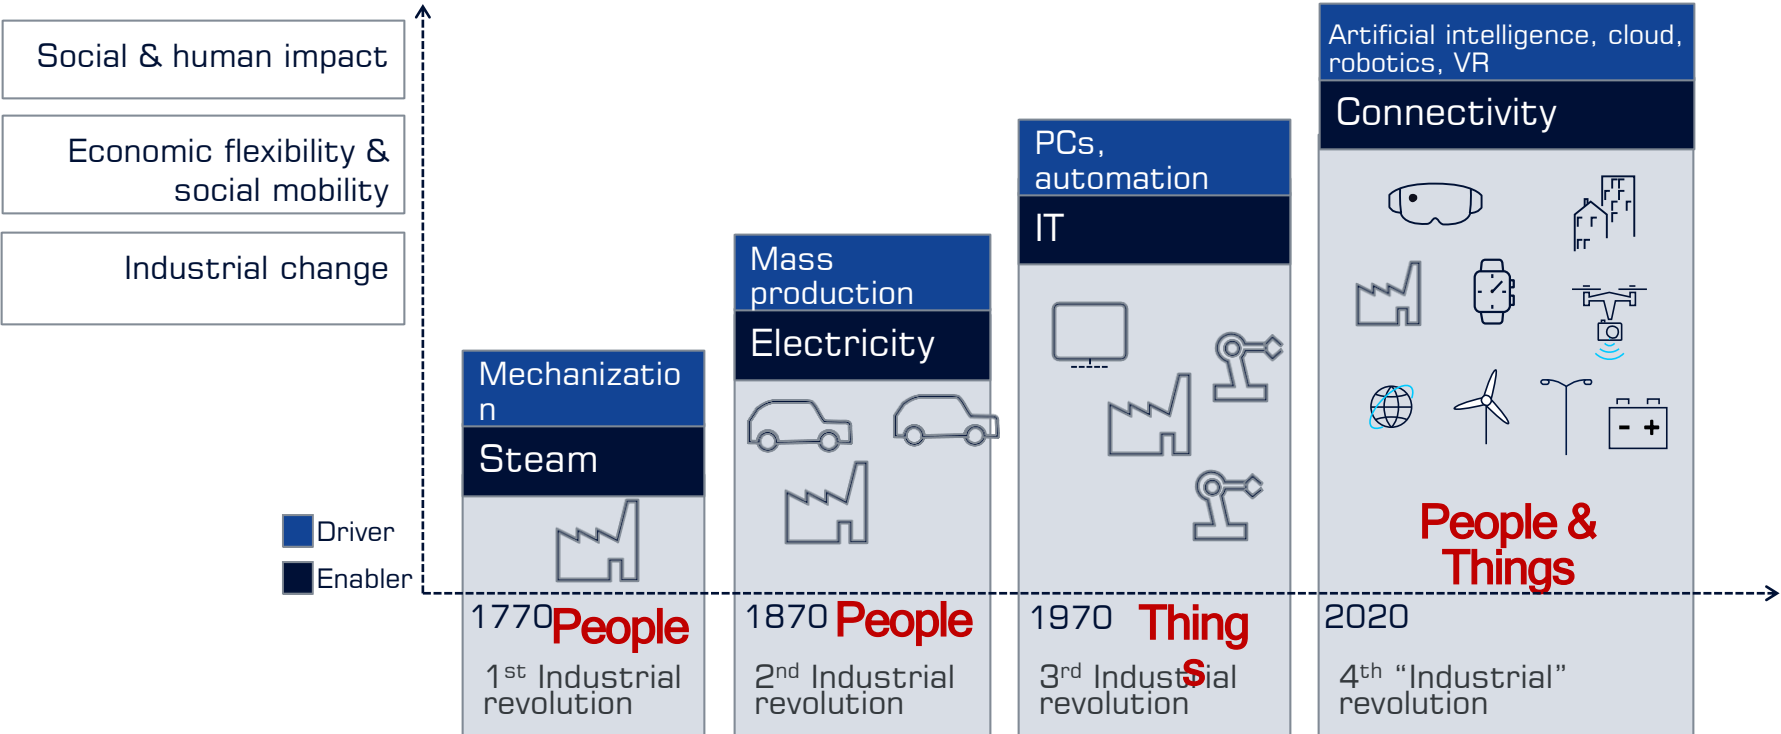 Social & human impact
Economic flexibility &
social mobility
Industrial change
Driver
Enabler
Mechanizatio
n
Steam
1770
People
1st Industrial
revolution
Mass
production
Electricity
1870
People
2nd Industrial
revolution
PCs,
automation
IT
1970
Thing
s
3rd Industrial
revolution
Artificial intelligence, cloud,
robotics, VR
Connectivity
- +
People &
Things
2020
4th “Industrial”
revolution